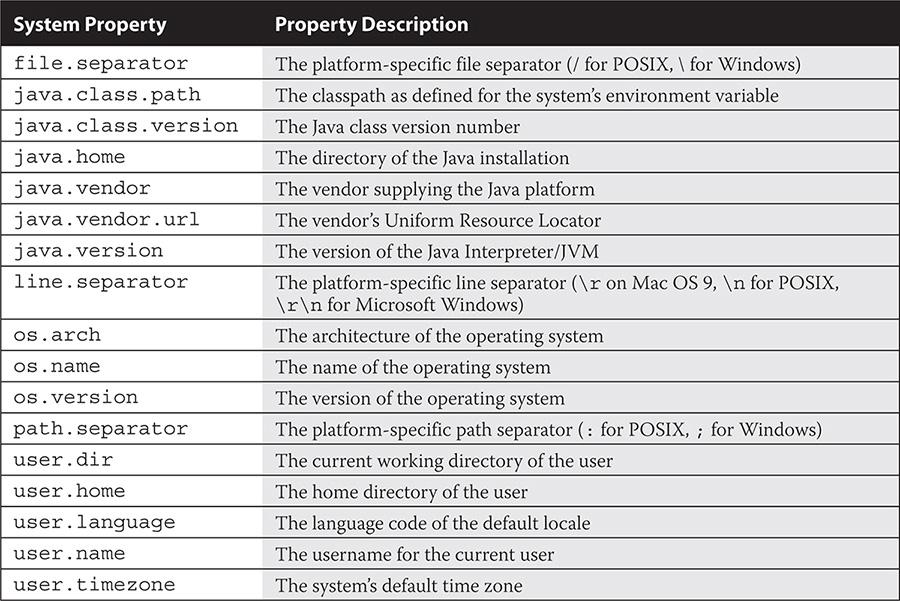 System Property Property Description
file.separator The platform-specific file separator (/ for POSIX, \ for Windows)
java.class.path The classpath as defined for the system’s environment variable
java.class.version The Java class version number
java.home The directory of the Java installation
java.vendor The vendor supplying the Java platform
java.vendor.url The vendor’s Uniform Resource Locator
java.version The version of the Java Interpreter/JVM
line.separator The platform-specific line separator (\r on Mac OS 9, \n for POSIX,
\r\n for Microsoft Windows)
os.arch The architecture of the operating system
os.name The name of the operating system
os.version The version of the operating system
path.separator The platform-specific path separator (: for POSIX, ; for Windows)
user.dir The current working directory of the user
user.home The home directory of the user
user.language The language code of the default locale
user.name The username for the current user
user.timezone The system’s default time zone